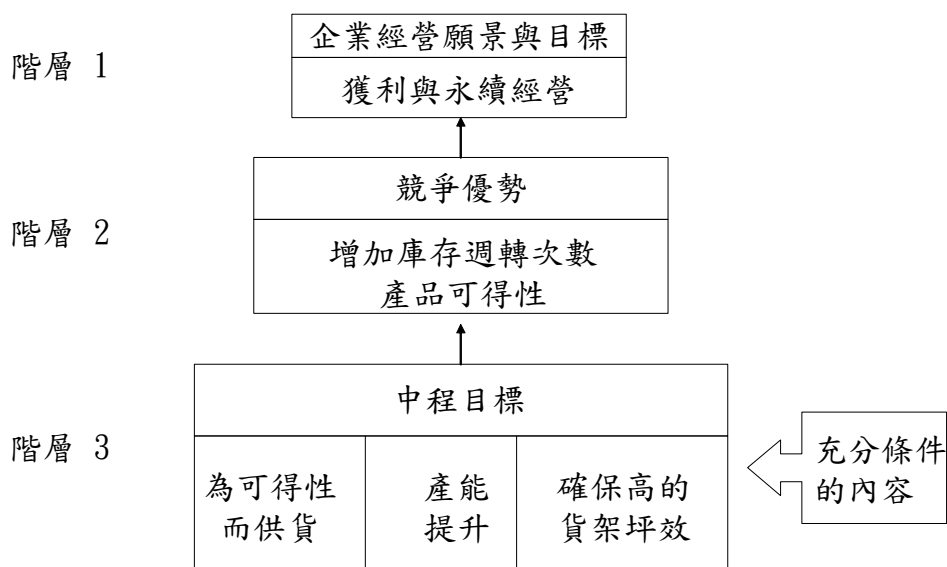 階層 1
企業經營願景與目標
獲利與永續經營
階層 2
競爭優勢
增加庫存週轉次數
產品可得性
階層 3
中程目標
為可得性
而供貨
產能
提升
確保高的
貨架坪效
充分條件
的內容